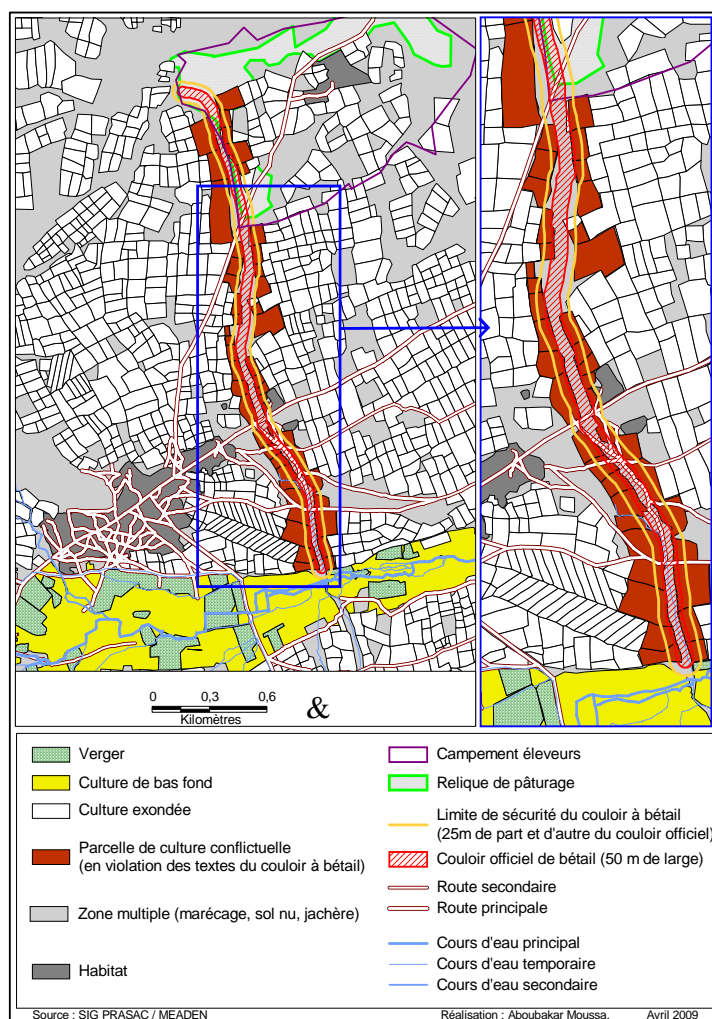 0 0,3 0,6
Kilomètres
&
Verger
Culture de bas fond
Culture exondée
Parcelle de culture conflictuelle
(en violation des textes du couloir à bétail)
Zone multiple (marécage, sol nu, jachère)
Habitat
Campement éleveurs
Relique de pâturage
Limite de sécurité du couloir à bétail
(25m de part et d'autre du couloir officiel)
Couloir officiel de bétail (50 m de large)
Route secondaire
Route principale
Cours d'eau principal
Cours d'eau temporaire
Cours d'eau secondaire
Source : SIG PRASAC / MEADEN Réalisation : Aboubakar Moussa. Avril 2009